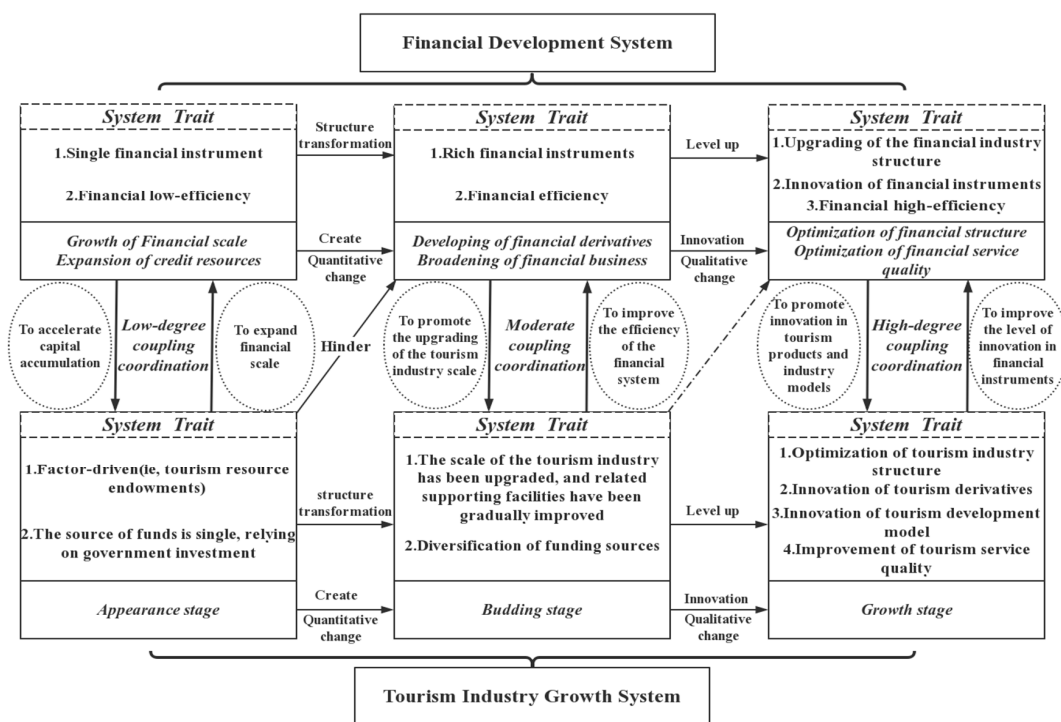 Financial Development System
System Trait
1.Single financial instrument
2.Financial low-efficiency
Growth of Financial scale
Expansion of credit resources
Structure
transformation
Create
Quantitative
change
System Trait
1.Rich financial instruments
2.Financial efficiency
Developing of financial derivatives
Broadening of financial business
Level up
Innovation
Qualitative
change
System Trait
1.Upgrading of the financial industry
structure
2.Innovation of financial instruments
3.Financial high-efficiency
Optimization of financial structure
Optimization of financial service
quality
To
accelerate
capital
accumulation
Low-degree
coupling
coordination
To expand
financial
scale
Hinder
To promote
the upgrading
of the tourism
industry scale
Moderate
coupling
coordination
To improve
the efficiency
of the
financial
system
To promote
innovation in
tourism
products and
industry
models
High-degree
coupling
coordination
To improve
the level of
innovation in
financial
instruments
System Trait
1.Factor-driven(ie, tourism resource
endowments)
2.The source of funds is single, relying
on government investment
Appearance stage
structure
transformation
Create
Quantitative
change
System Trait
1.The scale of the tourism industry
has been upgraded, and related
supporting facilities have been
gradually improved
2.Diversification of funding sources
Budding stage
Level up
Innovation
Qualitative
change
System Trait
1.Optimization of tourism industry
structure
2.Innovation of tourism derivatives
3.Innovation of tourism development
model
4.Improvement of tourism service
quality
Growth stage
Tourism Industry Growth System